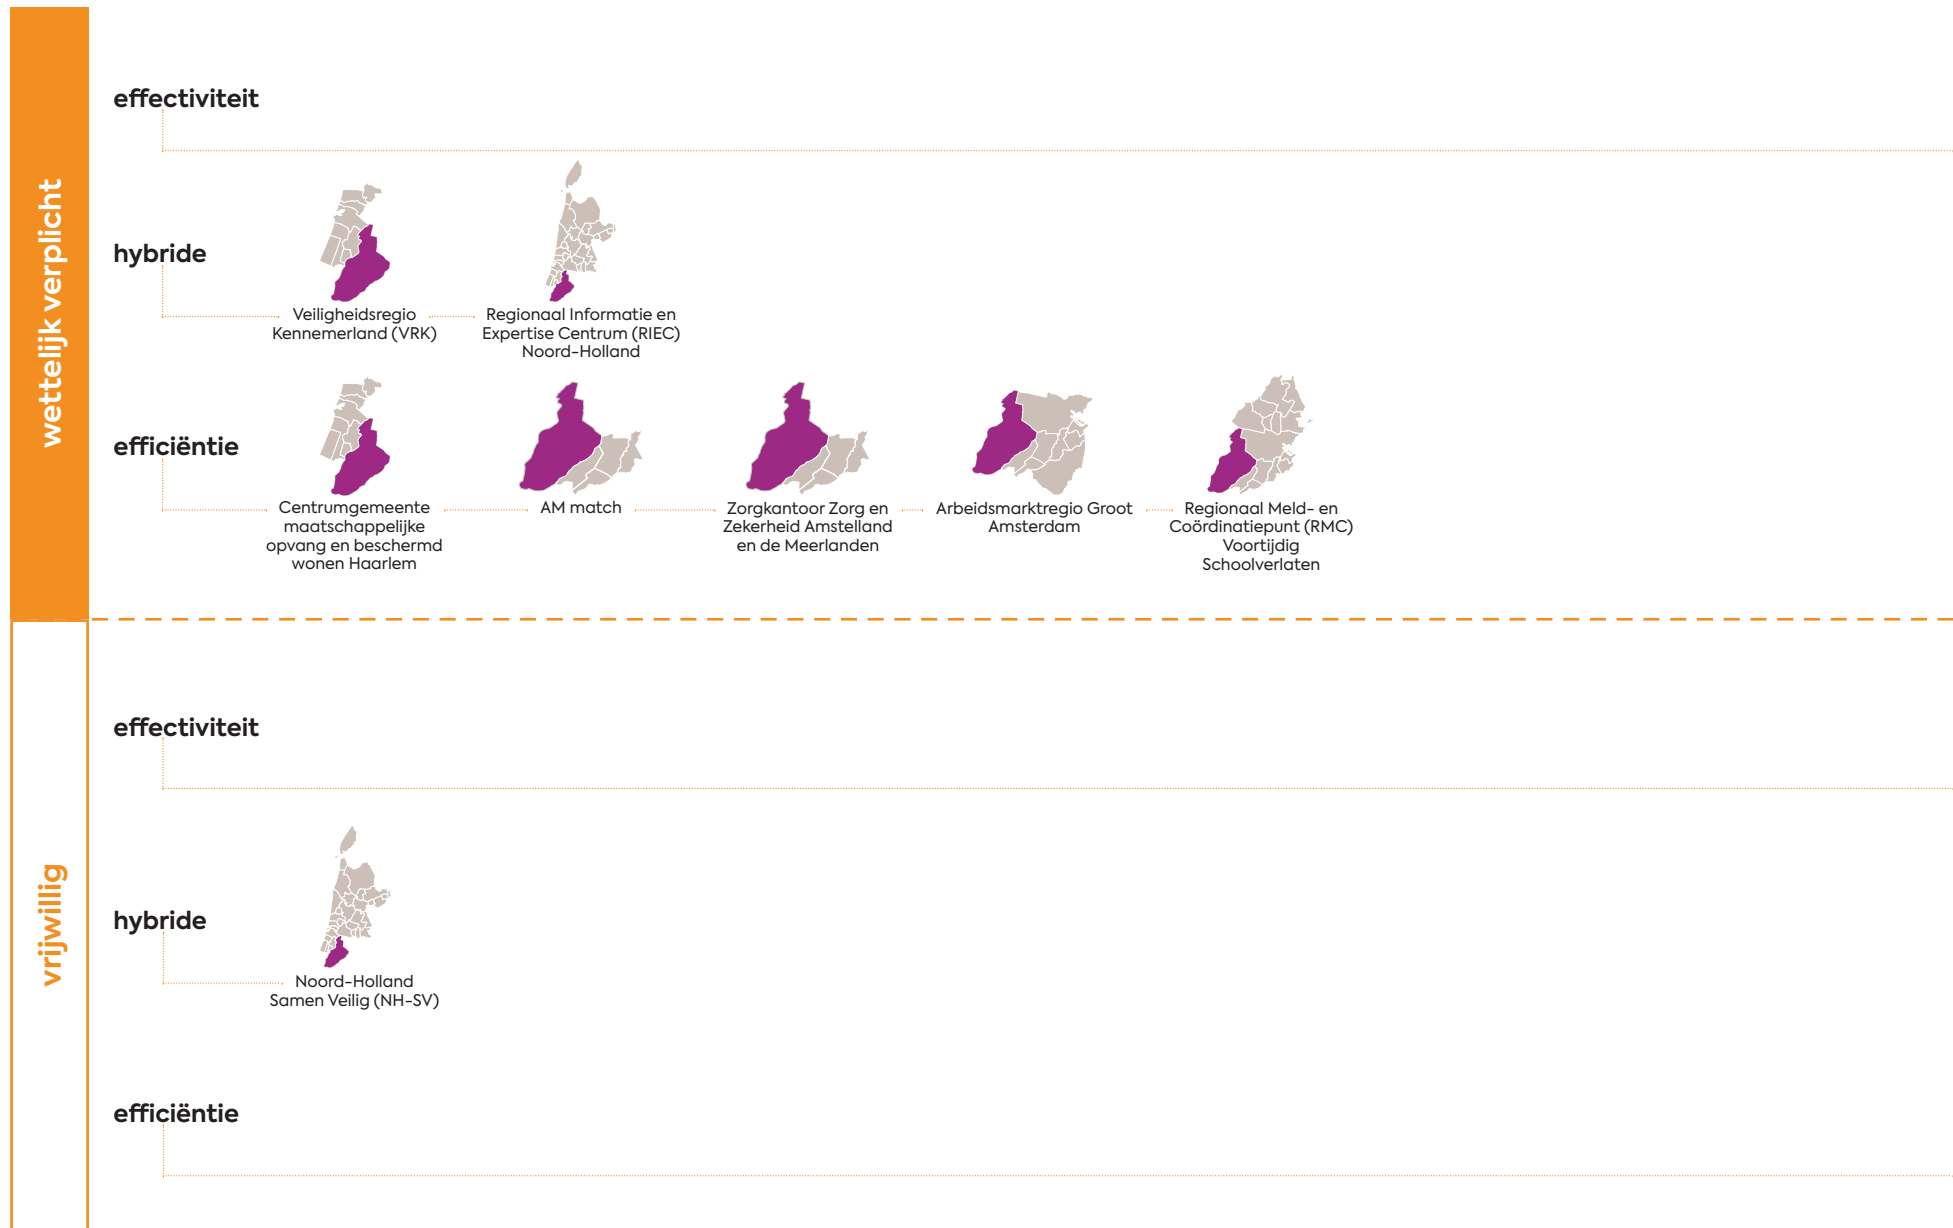 wettelijk verplicht
effectiviteit
hybride
Veiligheidsregio
Kennemerland (VRK)
Regionaal Informatie en
Expertise Centrum (RIEC)
Noord-Holland
efficiëntie
Centrumgemeente
maatschappelijke
opvang en beschermd
wonen Haarlem
AM match
Zorgkantoor Zorg en
Zekerheid Amstelland
en de Meerlanden
Arbeidsmarktregio Groot
Amsterdam
Regionaal Meld- en
Coördinatiepunt (RMC)
Voortijdig
Schoolverlaten
vrijwillig
effectiviteit
hybride
Noord-Holland
Samen Veilig (NH-SV)
efficiëntie